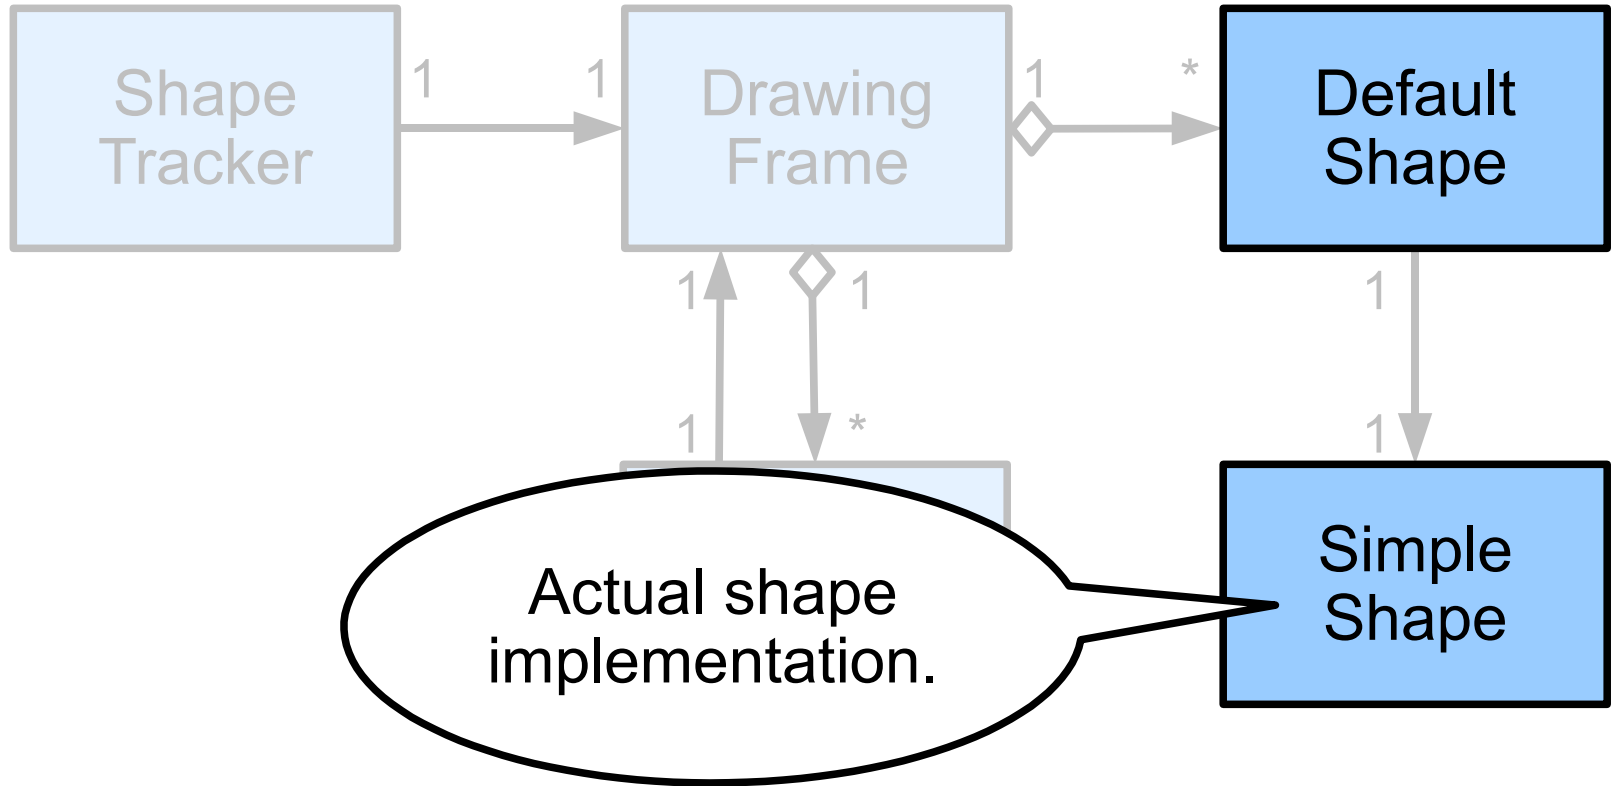 Shape
Tracker
1
1
Drawing
Frame
1
*
Default
Shape
1
1
1
1
*
1
Actual shape
implementation.
Simple
Shape